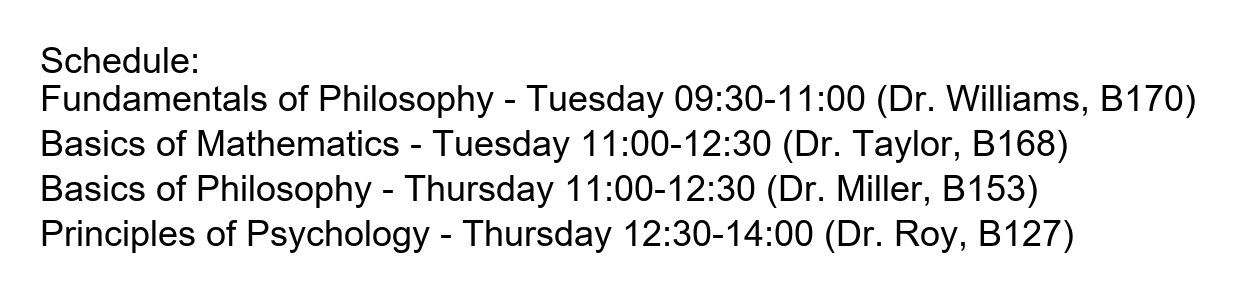 Schedule:
Fundamentals of Philosophy - Tuesday 09:30-11:00 (Dr. Williams, B170)
Basics of Mathematics - Tuesday 11:00-12:30 (Dr. Taylor, B168)
Basics of Philosophy - Thursday 11:00-12:30 (Dr. Miller, B153)
Principles of Psychology - Thursday 12:30-14:00 (Dr. Roy, B127)